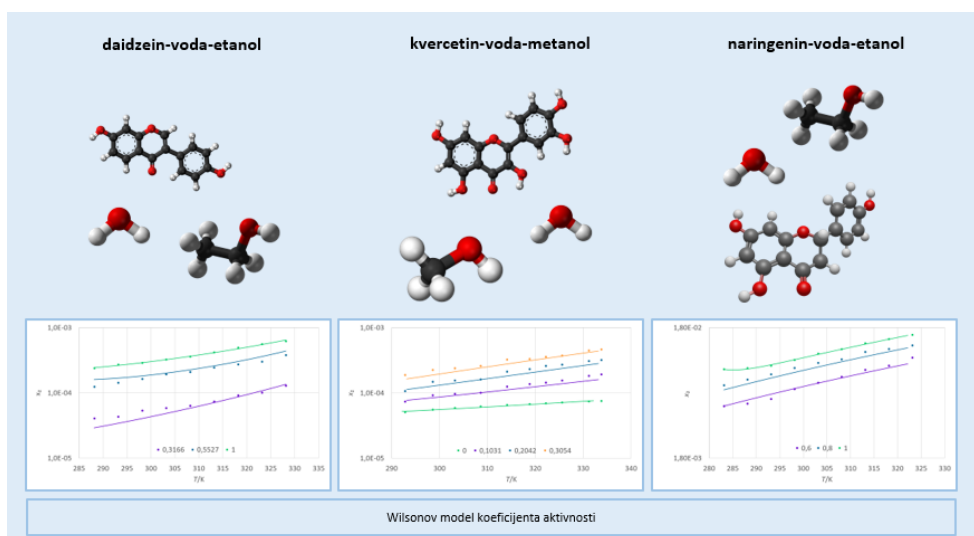 daidzein-voda-etanol
kvercetin-voda-metanol
naringenin-voda-etanol
1,0E-03
1,0E-04
1,0E-05
x₃
285 290 295 300 305 310 315 320 325 330 335
T/K
0,3166 0,5527 1
1,0E-03
1,0E-04
1,0E-05
x₃
290 300 310 320 330 340
T/K
0 0,1031 0,2042 0,3054
1,80E-02
1,80E-03
x₃
280 285 290 295 300 305 310 315 320 325 330
T/K
0,6 0,8 1
Wilsonov model koeficijenta aktivnosti